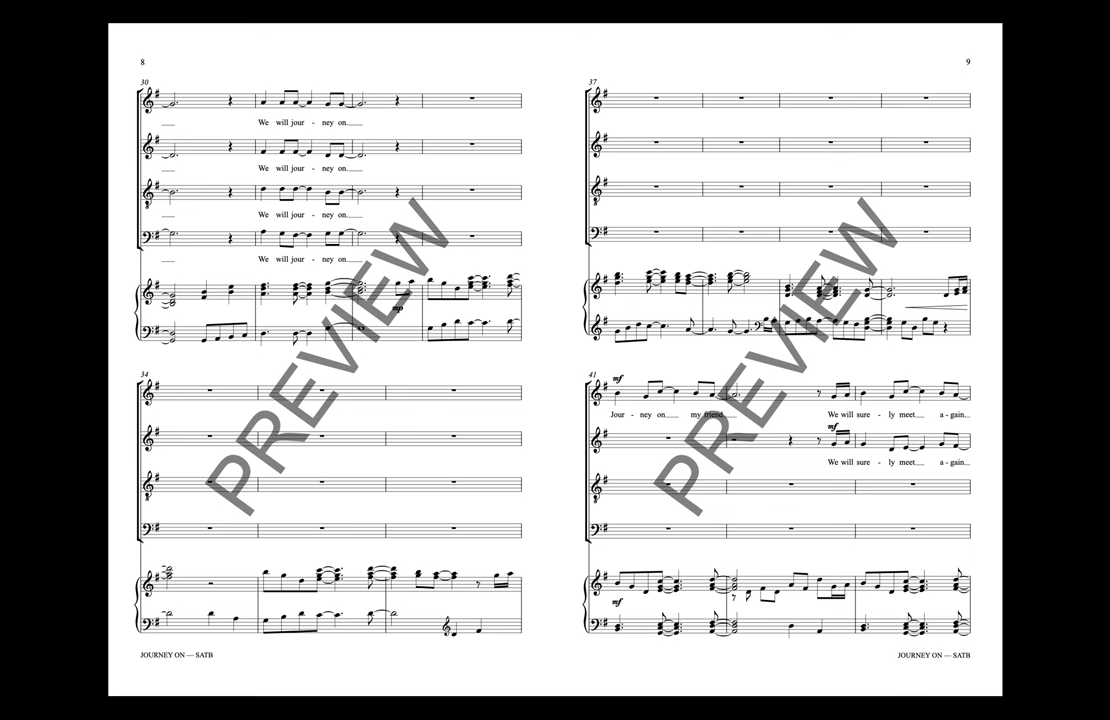 8
30
We will jour - ney on.
We will jour - ney on.
We will jour - ney on.
We will jour - ney on.
mp
PREVIEW
34
JOURNEY ON — SATB
9
37
PREVIEW
41
mf
Jour - ney on my friend. We will sure - ly meet a - gain.
mf
We will sure - ly meet a - gain.
mf
JOURNEY ON — SATB